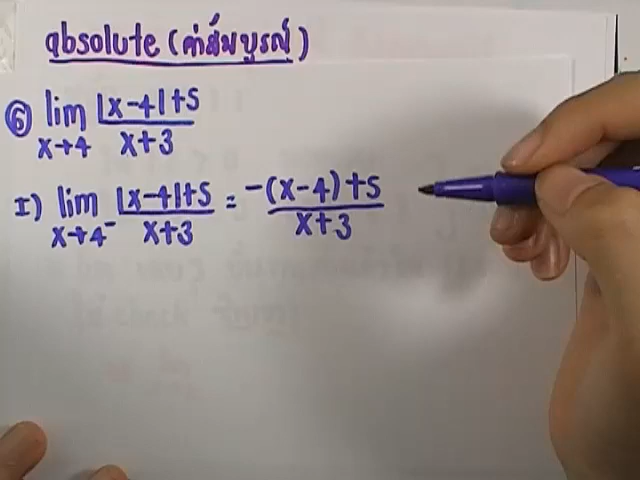 absolute (ค่าสัมบูรณ์)
⑥ lim x→4 |x-4|+5 / x+3
I) lim x→4⁻ |x-4|+5 / x+3 = -(x-4)+5 / x+3